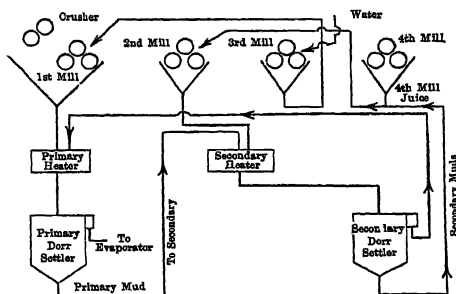 Crusher
Water
2nd Mill
3rd Mill
4th Mill
1st Mill
4th Mill
Juice
Primary
Heater
Secondary
Heater
To Secondary
Secondary Muds
Primary
Dorr
Settler
To
Evaporator
Secondary
Dorr
Settler
Primary Mud